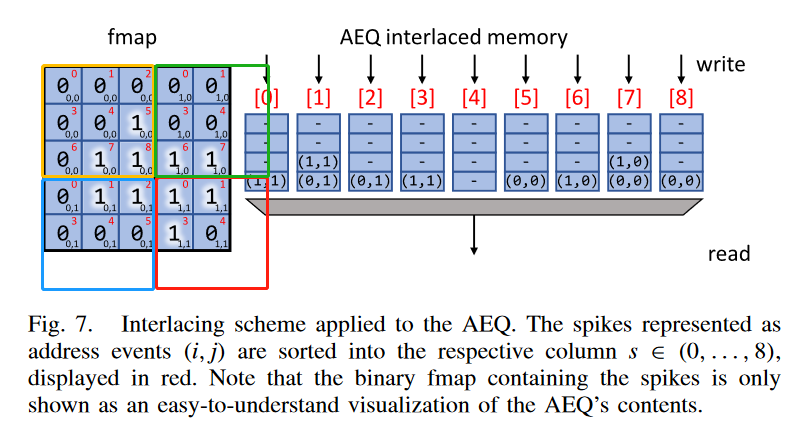 fmap
AEQ interlaced memory
write
0 1 2 0 1
0 0 0 0 0
0,0 0,0 0,0 1,0 1,0
3 4 5 3 4
0 0 1 0 0
0,0 0,0 0,0 1,0 1,0
6 7 8 6 7
0 1 1 1 1
0,0 0,0 0,0 1,0 1,0
0 1 2 0 1
0 1 1 1 1
0,1 0,1 0,1 1,1 1,1
3 4 5 3 4
0 0 0 1 0
0,1 0,1 0,1 1,1 1,1
[0] [1] [2] [3] [4] [5] [6] [7] [8]
- - - - - - - - -
- - - - - - - - -
- (1,1) - - - - - (1,0) -
(1,1) (0,1) (0,1) (1,1) - (0,0) (1,0) (0,0) (0,0)
read
Fig. 7. Interlacing scheme applied to the AEQ. The spikes represented as
address events (i, j) are sorted into the respective column s ∈ (0, . . . , 8),
displayed in red. Note that the binary fmap containing the spikes is only
shown as an easy-to-understand visualization of the AEQ's contents.